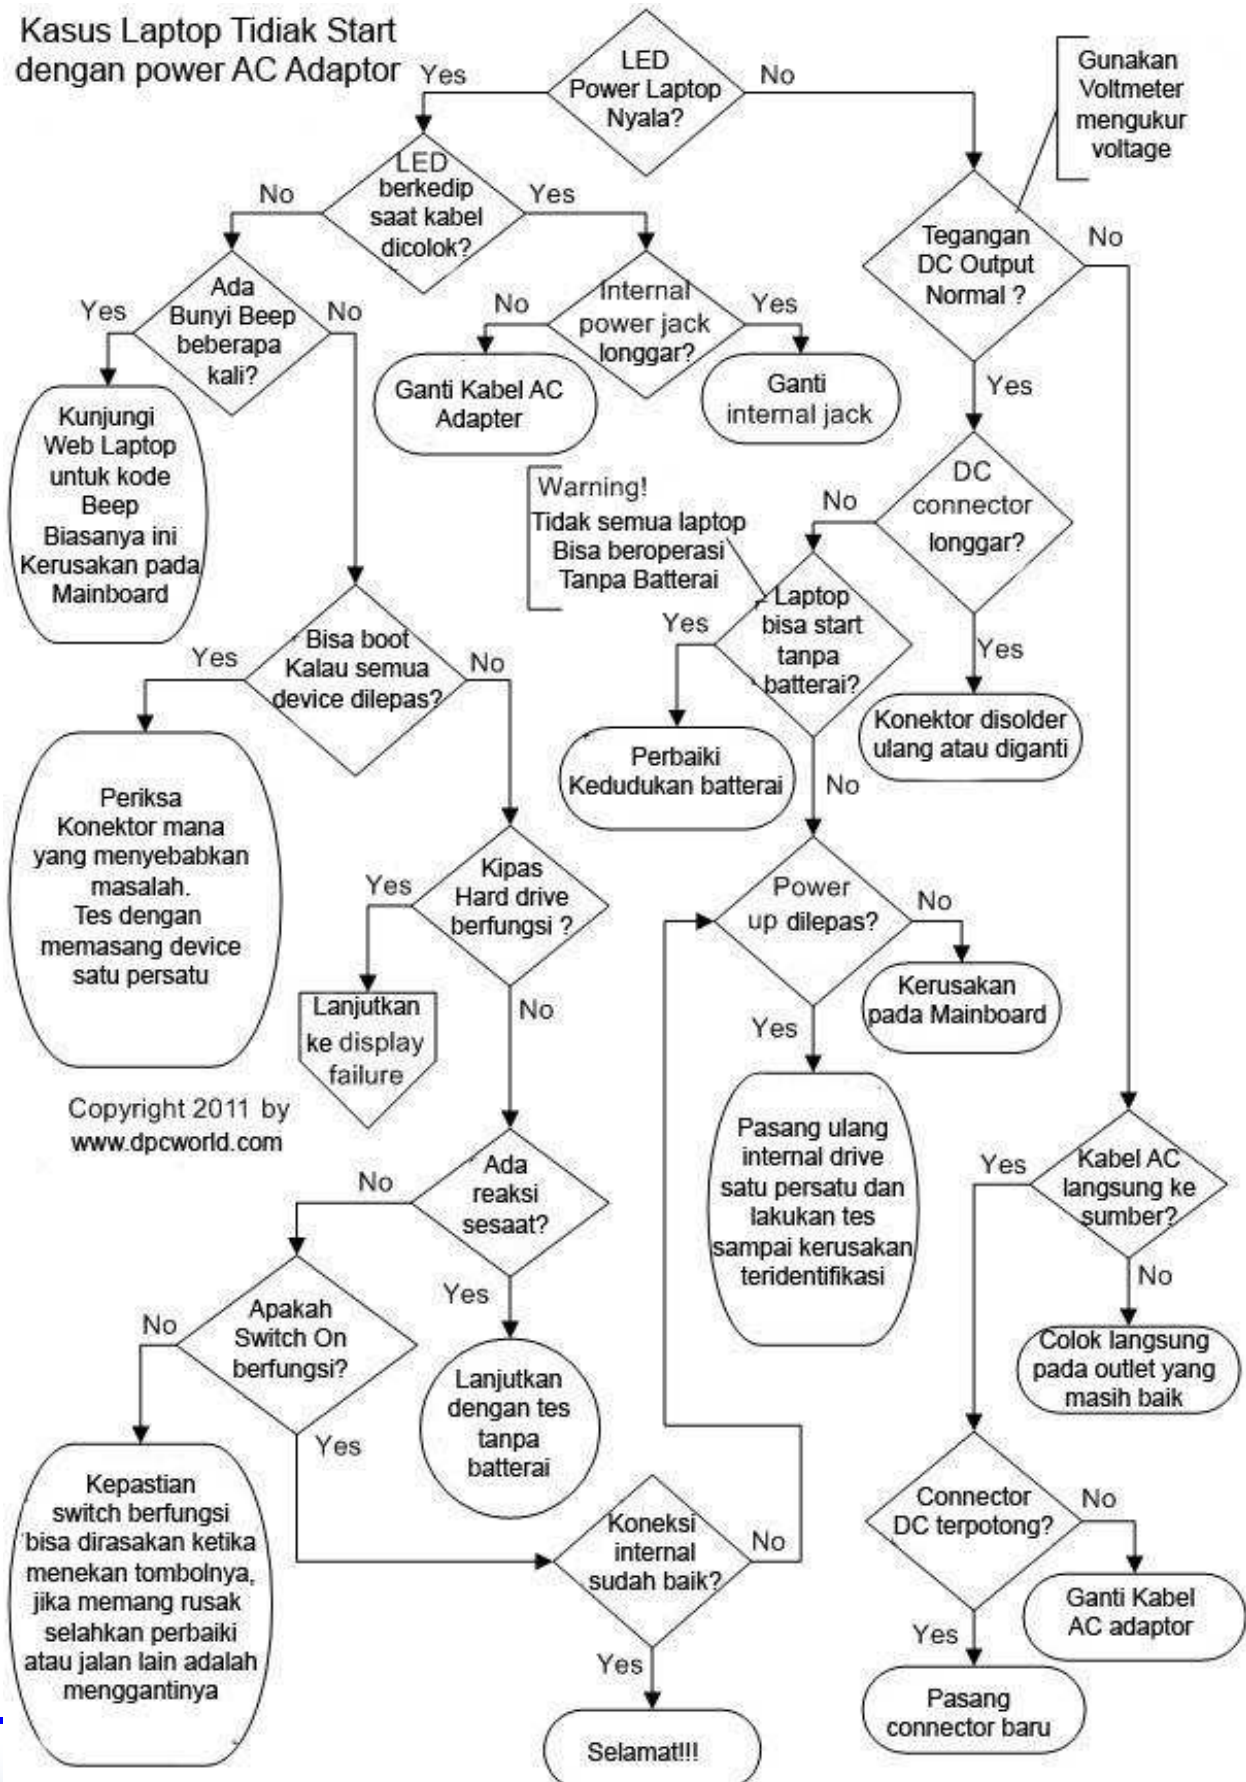 Kasus Laptop Tidiak Start
dengan power AC Adaptor
LED
Power Laptop
Nyala?
Yes
No
Gunakan
Voltmeter
mengukur
voltage
LED
berkedip
saat kabel
dicolok?
No
Yes
Tegangan
DC Output
Normal ?
No
Yes
Ada
Bunyi Beep
beberapa
kali?
Yes
No
Internal
power jack
longgar?
No
Yes
Ganti Kabel AC
Adapter
Ganti
internal jack
Kunjungi
Web Laptop
untuk kode
Beep
Biasanya ini
Kerusakan pada
Mainboard
Warning!
Tidak semua laptop
Bisa beroperasi
Tanpa Batterai
DC
connector
longgar?
No
Yes
Laptop
bisa start
tanpa
batterai?
Yes
No
Bisa boot
Kalau semua
device dilepas?
Yes
No
Konektor disolder
ulang atau diganti
Perbaiki
Kedudukan batterai
Periksa
Konektor mana
yang menyebabkan
masalah.
Tes dengan
memasang device
satu persatu
Kipas
Hard drive
berfungsi ?
Yes
No
Power
up dilepas?
No
Yes
Kerusakan
pada Mainboard
Lanjutkan
ke display
failure
Copyright 2011 by
www.dpcworld.com
Pasang ulang
internal drive
satu persatu dan
lakukan tes
sampai kerusakan
teridentifikasi
Kabel AC
langsung ke
sumber?
Yes
No
Ada
reaksi
sesaat?
No
Yes
Apakah
Switch On
berfungsi?
No
Yes
Lanjutkan
dengan tes
tanpa
batterai
Colok langsung
pada outlet yang
masih baik
Kepastian
switch berfungsi
bisa dirasakan ketika
menekan tombolnya,
jika memang rusak
selahkan perbaiki
atau jalan lain adalah
menggantinya
Koneksi
internal
sudah baik?
No
Yes
Connector
DC terpotong?
No
Yes
Ganti Kabel
AC adaptor
Pasang
connector baru
Selamat!!!